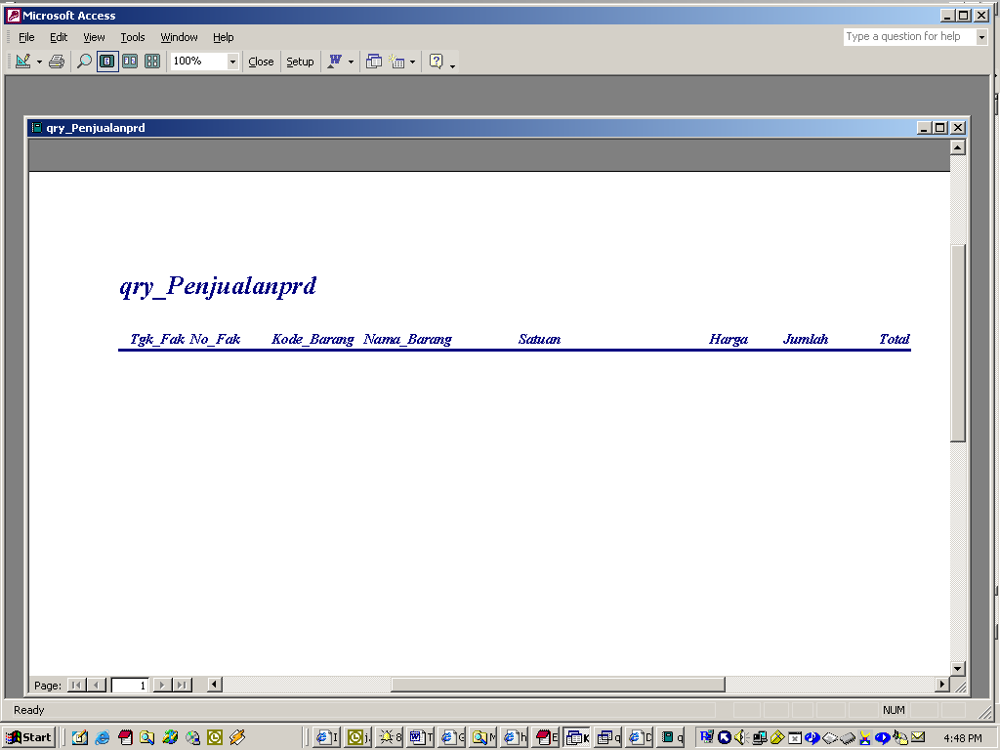 Microsoft Access
File Edit View Tools Window Help
Type a question for help
100% Close Setup
qry_Penjualanprd
qry_Penjualanprd
Tgk_Fak No_Fak Kode_Barang Nama_Barang Satuan Harga Jumlah Total
Page: 1
Ready NUM
Start 4:48 PM